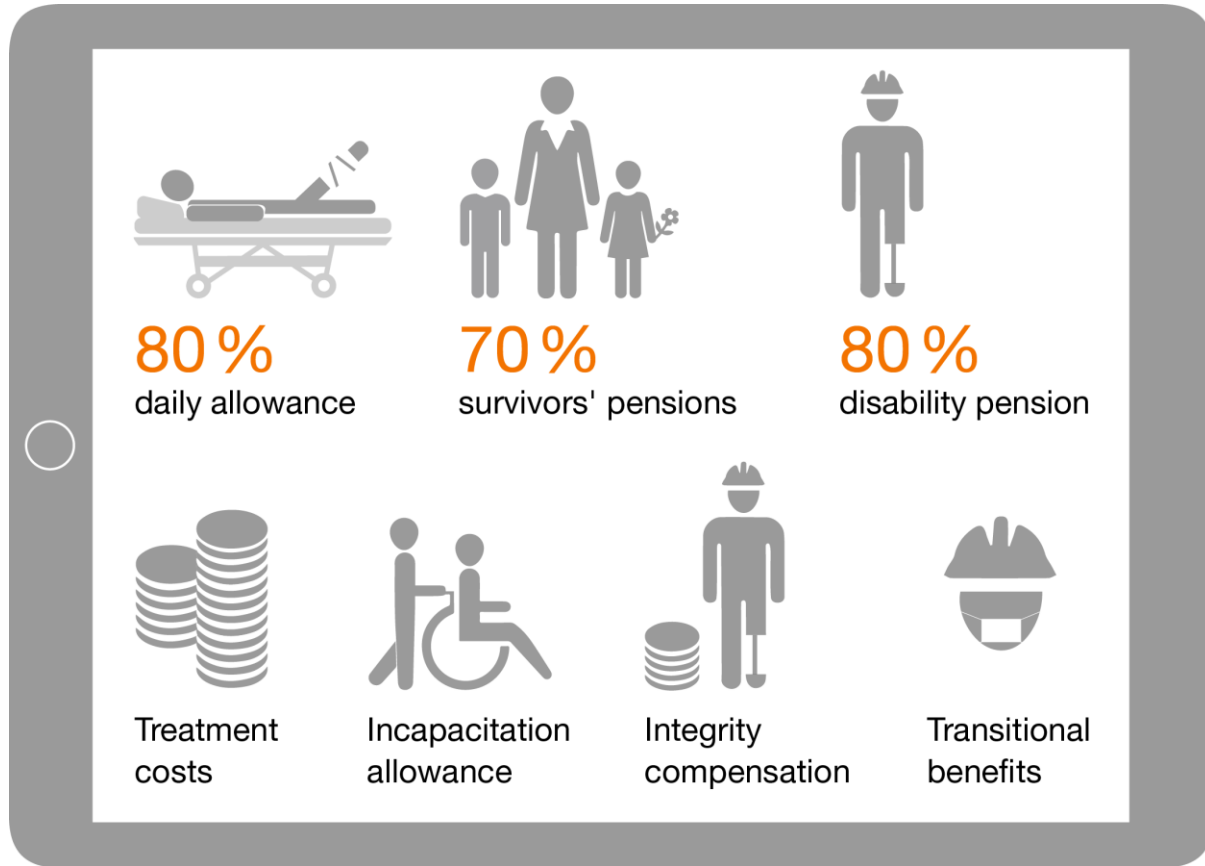 80 %
daily allowance
70 %
survivors' pensions
80 %
disability pension
Treatment
costs
Incapacitation
allowance
Integrity
compensation
Transitional
benefits